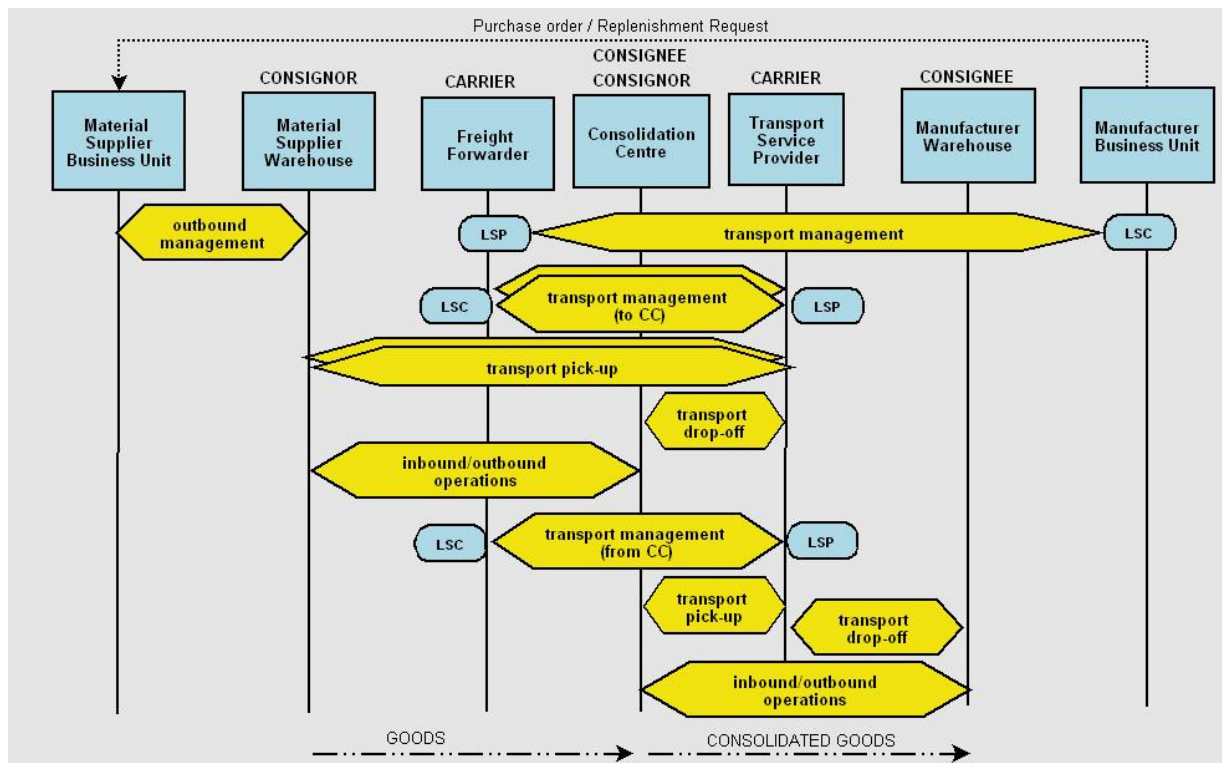 Purchase order / Replenishment Request
CONSIGNEE
CONSIGNOR
CARRIER
CONSIGNOR
CARRIER
CONSIGNEE
Material
Supplier
Business Unit
Material
Supplier
Warehouse
Freight
Forwarder
Consolidation
Centre
Transport
Service
Provider
Manufacturer
Warehouse
Manufacturer
Business Unit
outbound
management
LSP
transport management
LSC
LSC
transport management
(to CC)
LSP
transport pick-up
transport
drop-off
inbound/outbound
operations
LSC
transport management
(from CC)
LSP
transport
pick-up
transport
drop-off
inbound/outbound
operations
GOODS
CONSOLIDATED GOODS